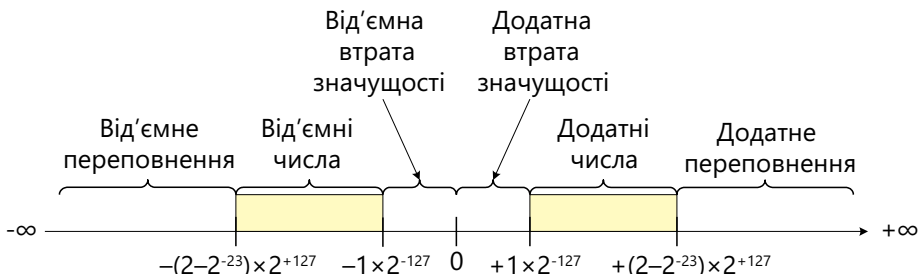 Від’ємна
втрата
значущості
Додатна
втрата
значущості
Від’ємне
переповнення
Від’ємні
числа
Додатні
числа
Додатне
переповнення
-∞
+∞
–(2–2⁻²³)×2⁺¹²⁷
–1×2⁻¹²⁷
0
+1×2⁻¹²⁷
+(2–2⁻²³)×2⁺¹²⁷